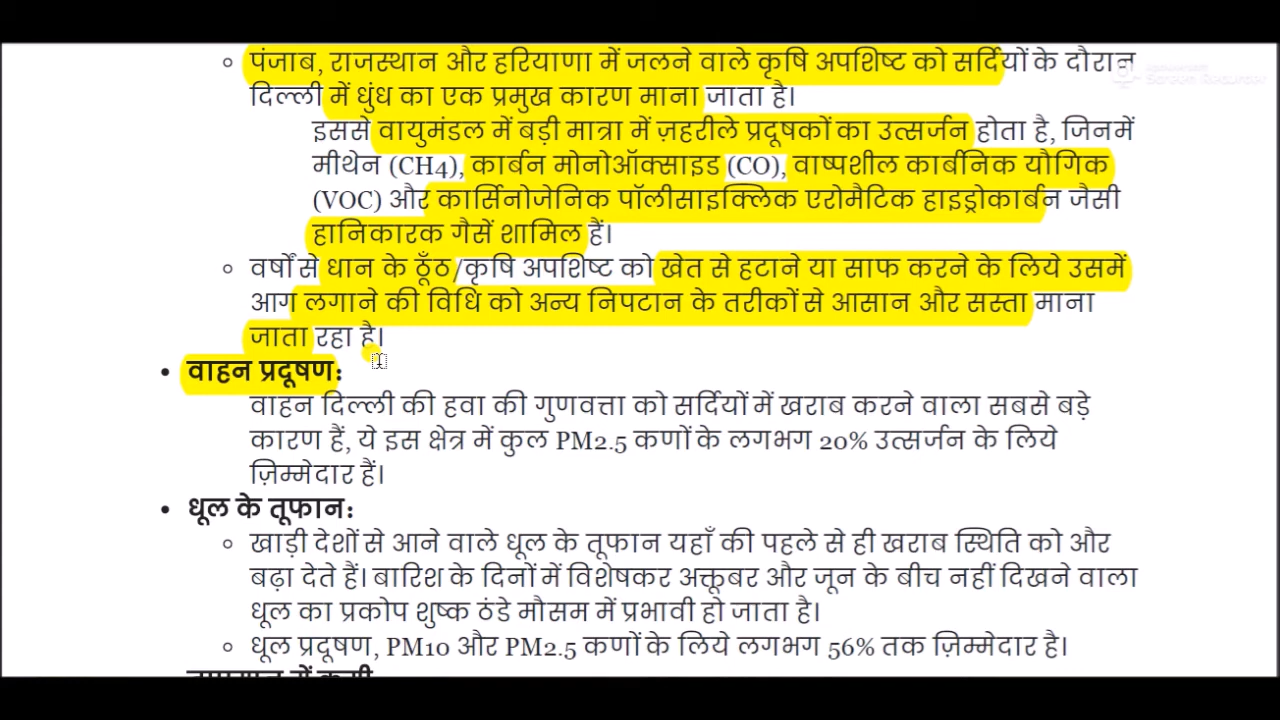 पंजाब, राजस्थान और हरियाणा में जलने वाले कृषि अपशिष्ट को सर्दियों के दौरान
दिल्ली में धुंध का एक प्रमुख कारण माना जाता है।
इससे वायुमंडल में बड़ी मात्रा में ज़हरीले प्रदूषकों का उत्सर्जन होता है, जिनमें
मीथेन (CH4), कार्बन मोनोऑक्साइड (CO), वाष्पशील कार्बनिक यौगिक
(VOC) और कार्सिनोजेनिक पॉलीसाइक्लिक एरोमैटिक हाइड्रोकार्बन जैसी
हानिकारक गैसें शामिल हैं।
वर्षों से धान के ठूँठ/कृषि अपशिष्ट को खेत से हटाने या साफ करने के लिये उसमें
आग लगाने की विधि को अन्य निपटान के तरीकों से आसान और सस्ता माना
जाता रहा है।
वाहन प्रदूषण:
वाहन दिल्ली की हवा की गुणवत्ता को सर्दियों में खराब करने वाला सबसे बड़े
कारण हैं, ये इस क्षेत्र में कुल PM2.5 कणों के लगभग 20% उत्सर्जन के लिये
ज़िम्मेदार हैं।
धूल के तूफान:
खाड़ी देशों से आने वाले धूल के तूफान यहाँ की पहले से ही खराब स्थिति को और
बढ़ा देते हैं। बारिश के दिनों में विशेषकर अक्तूबर और जून के बीच नहीं दिखने वाला
धूल का प्रकोप शुष्क ठंडे मौसम में प्रभावी हो जाता है।
धूल प्रदूषण, PM10 और PM2.5 कणों के लिये लगभग 56% तक ज़िम्मेदार है।
Screen Recorder